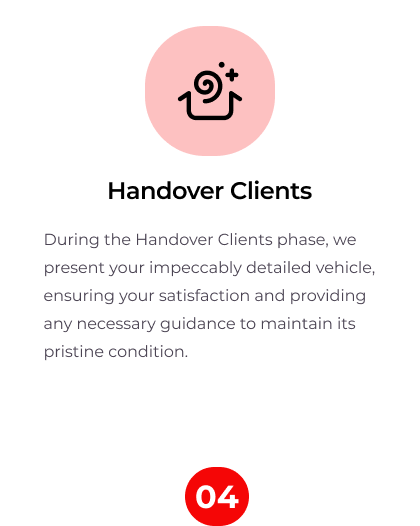 Handover Clients
During the Handover Clients phase, we
present your impeccably detailed vehicle,
ensuring your satisfaction and providing
any necessary guidance to maintain its
pristine condition.
04